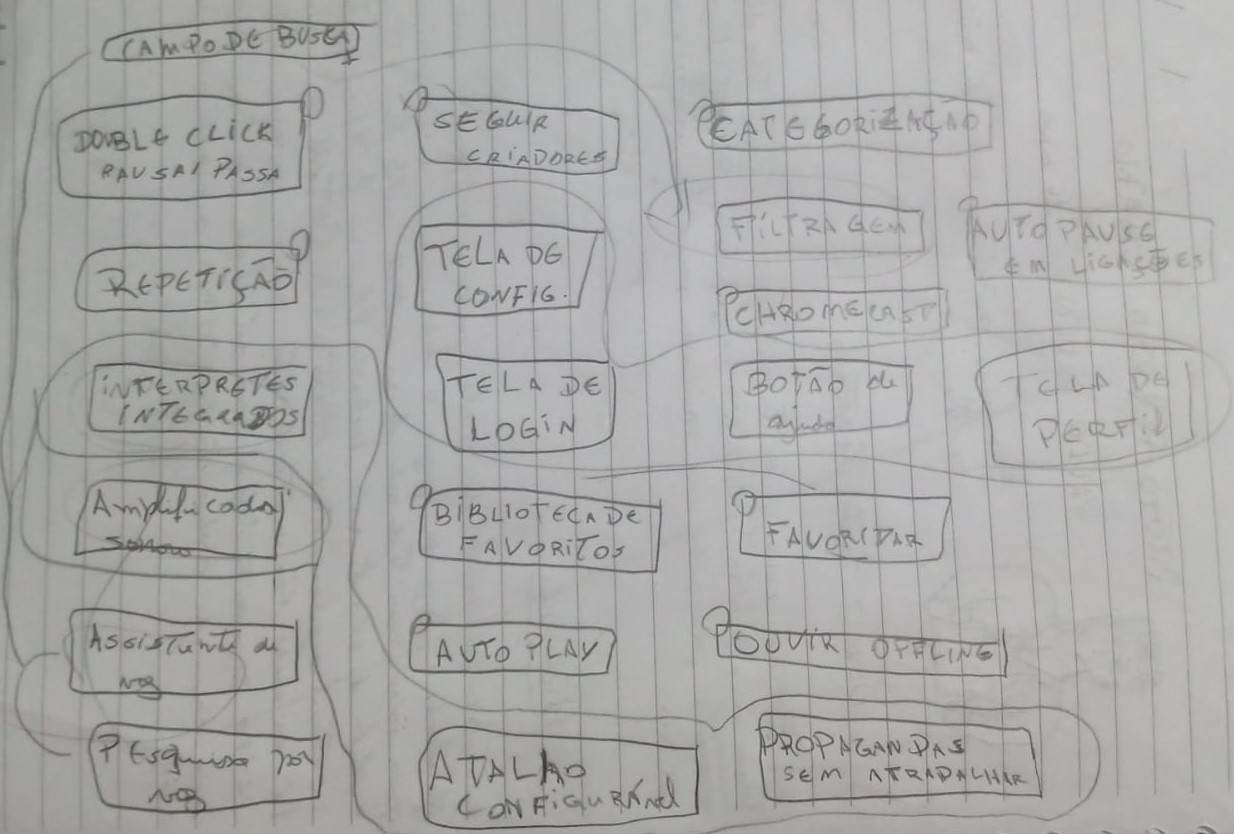 CAMPO DE BUSCA
DOUBLE CLICK
PAUSA/ PASSA
SEGUIR
CRIADORES
CATEGORIZAÇÃO
REPETIÇÃO
TELA DE
CONFIG.
FILTRAGEM
AUTO PAUSE
EM LIGAÇÕES
CHROMECAST
INTERPRETES
INTEGRADOS
TELA DE
LOGIN
BOTÃO de
ajuda
TELA DE
PERFIL
Amplificador
sonoro
BIBLIOTECA DE
FAVORITOS
FAVORITAR
Assistente de
voz
AUTO PLAY
OUVIR OFFLINE
PEsquisa por
voz
ATALHO
CONFIGURÁVEL
PROPAGANDAS
SEM ATRAPALHAR